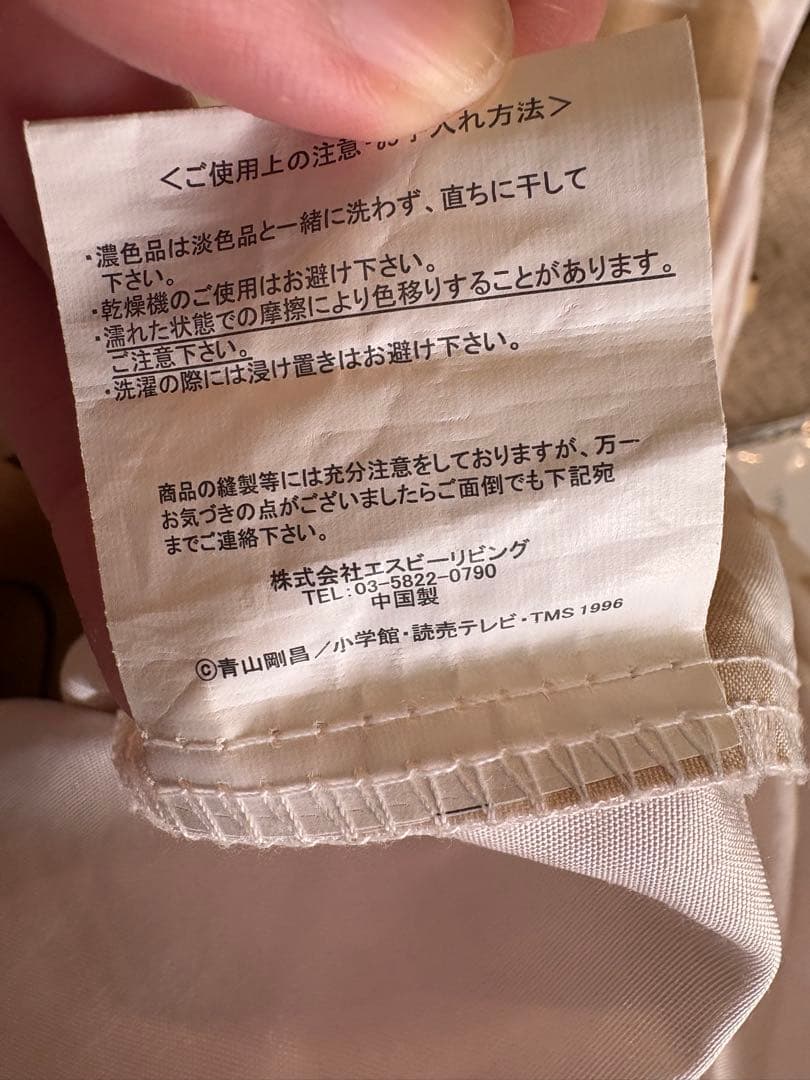 <ご使用上の注意・お手入れ方法>
・濃色品は淡色品と一緒に洗わず、直ちに干して
下さい。
・乾燥機のご使用はお避け下さい。
・濡れた状態での摩擦により色移りすることがあります。
ご注意下さい。
・洗濯の際には浸け置きはお避け下さい。
商品の縫製等には充分注意をしておりますが、万一
お気づきの点がございましたらご面倒でも下記宛
までご連絡下さい。
株式会社エスビーリビング
TEL:03-5822-0790
中国製
©青山剛昌/小学館・読売テレビ・TMS 1996